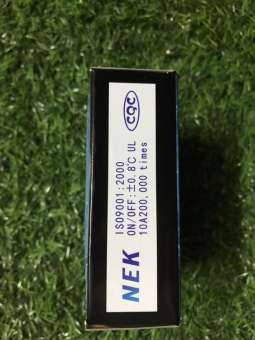 CQC
ISO9001:2000
ON/OFF:±0.8℃ UL
10A200,000 times
NEK